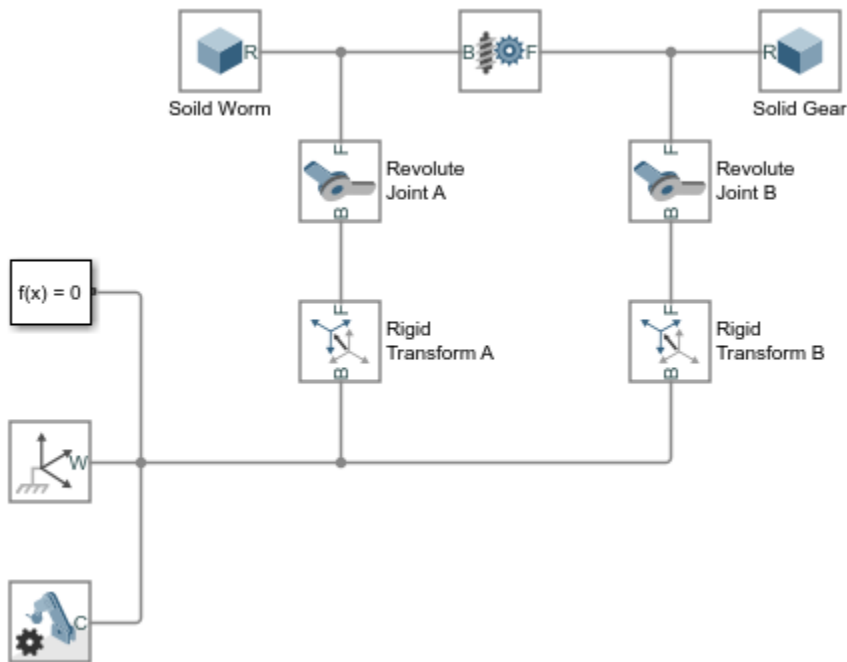 R
B
F
R
Soild Worm
Solid Gear
F
Revolute
Joint A
B
F
Revolute
Joint B
B
f(x) = 0
F
Rigid
Transform A
B
F
Rigid
Transform B
B
W
C